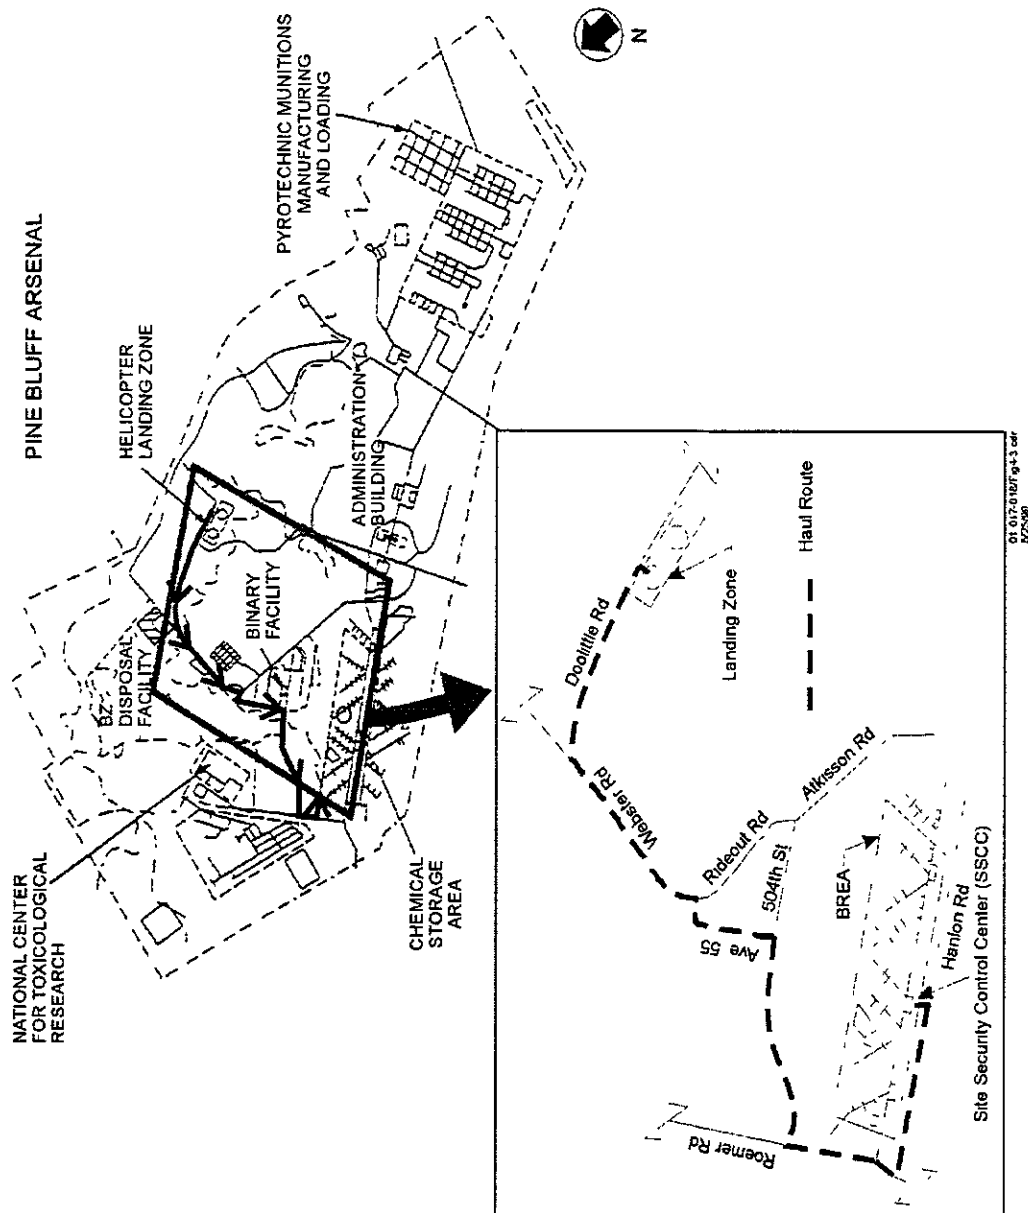 PINE BLUFF ARSENAL
N
PYROTECHNIC MUNITIONS
MANUFACTURING
AND LOADING
HELICOPTER
LANDING ZONE
ADMINISTRATION
BUILDING
BINARY
FACILITY
BZ
DISPOSAL
FACILITY
NATIONAL CENTER
FOR TOXICOLOGICAL
RESEARCH
CHEMICAL
STORAGE
AREA
Doolittle Rd
Landing Zone
Haul Route
Webster Rd
Rideout Rd
Atkisson Rd
504th St
Ave 55
BREA
Hanlon Rd
Site Security Control Center (SSCC)
Roemer Rd